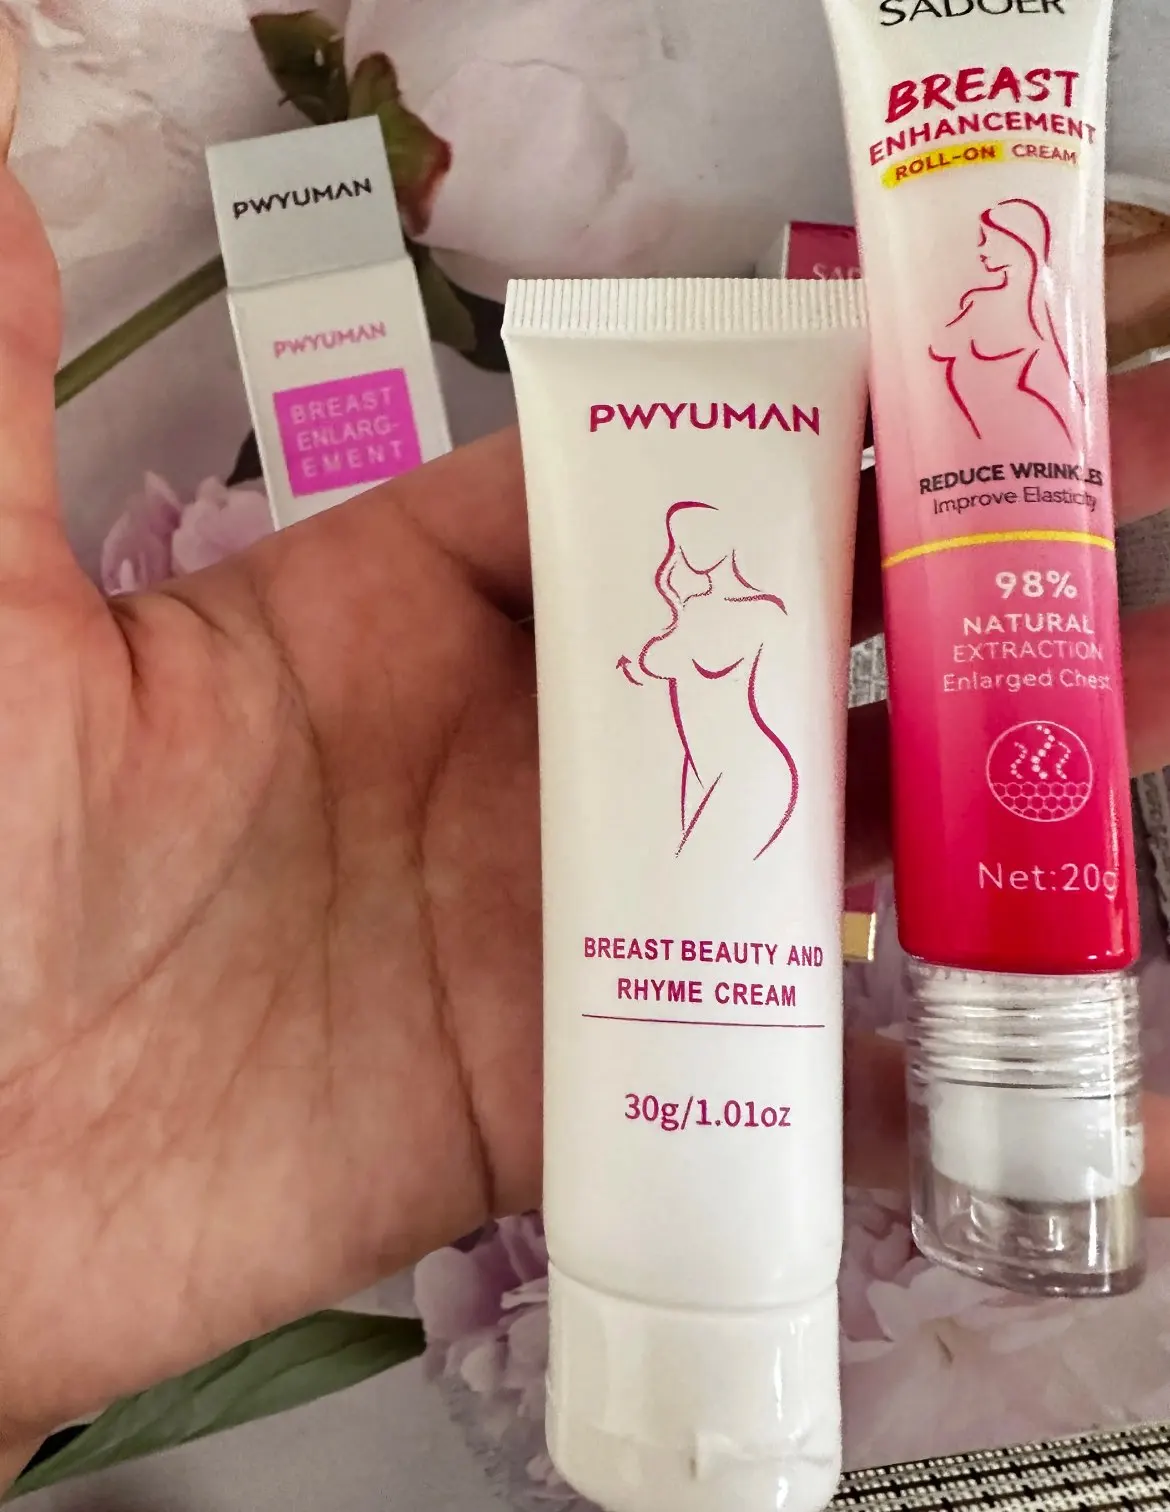 PWYUMAN
PWYUMAN
BREAST
ENLARG-
EMENT
PWYUMAN
BREAST BEAUTY AND
RHYME CREAM
30g/1.01oz
SADOER
BREAST
ENHANCEMENT
ROLL-ON CREAM
REDUCE WRINKLES
Improve Elasticity
98%
NATURAL
EXTRACTION
Enlarged Chest
Net:20g